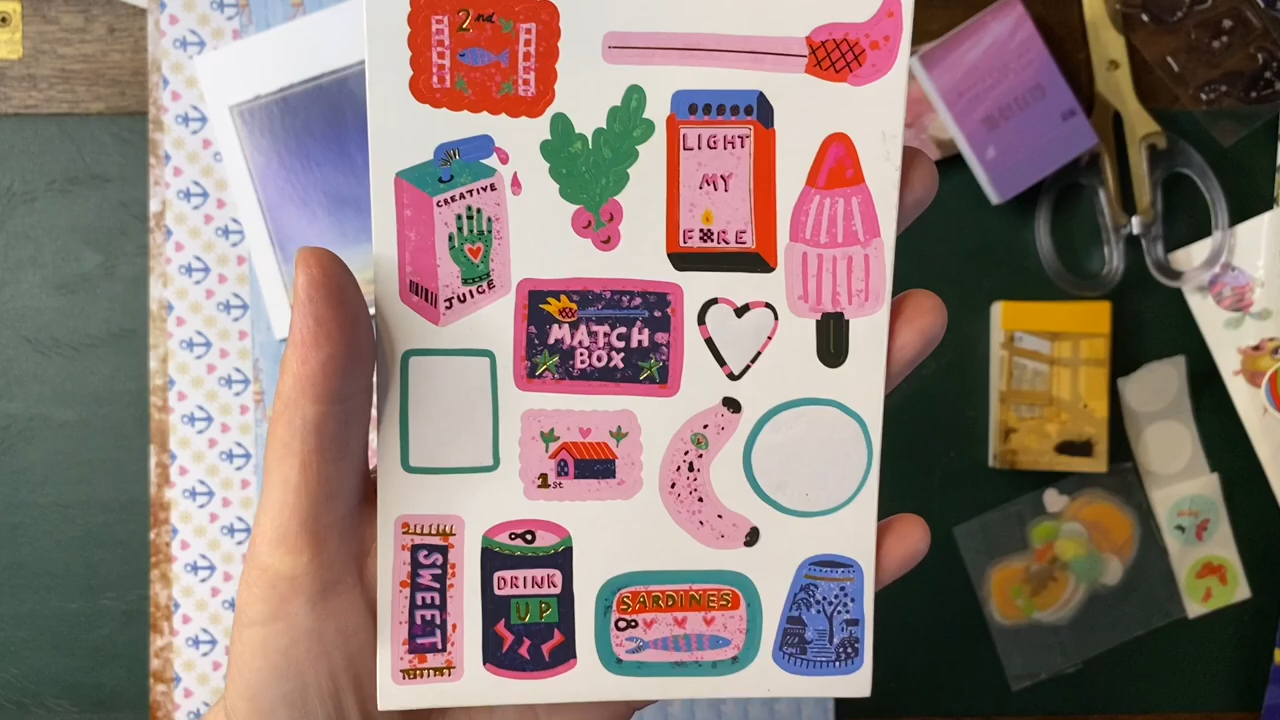 2nd
CREATIVE
JUICE
LIGHT
MY
FIRE
MATCH
BOX
1st
SWEET
DRINK
UP
SARDINES